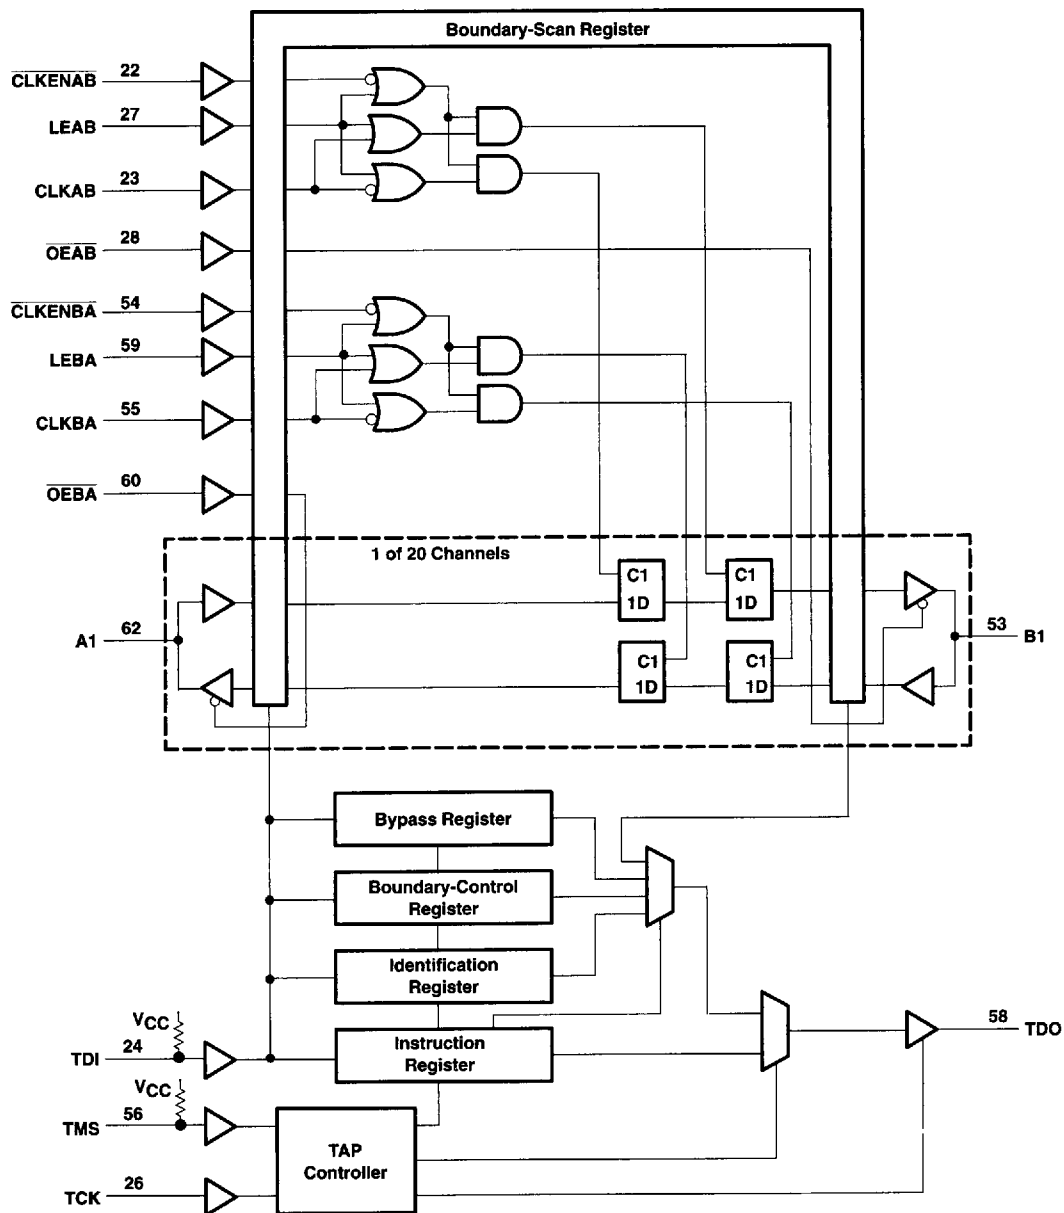 Boundary-Scan Register
CLKENAB 22
LEAB 27
CLKAB 23
OEAB 28
CLKENBA 54
LEBA 59
CLKBA 55
OEBA 60
1 of 20 Channels
C1
1D
C1
1D
A1 62
53 B1
C1
1D
C1
1D
Bypass Register
Boundary-Control
Register
Identification
Register
VCC
TDI 24
Instruction
Register
58 TDO
VCC
TMS 56
TAP
Controller
TCK 26